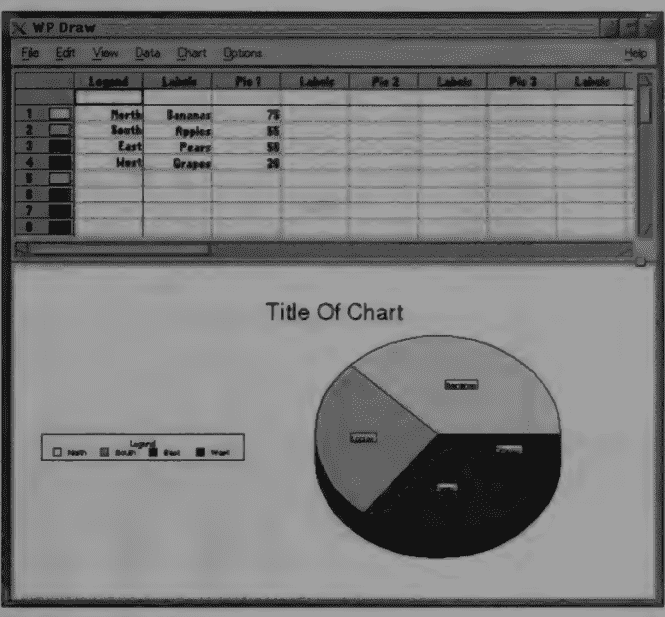 WP Draw
File Edit View Data Chart Options Help
Legend Labels Pie 1 Labels Pie 2 Labels Pie 3 Labels
1 North Bananas 75
2 South Apples 55
3 East Pears
4 West Grapes
5
6
7
8
Title Of Chart
Bananas
Apples
Legend
North South East West